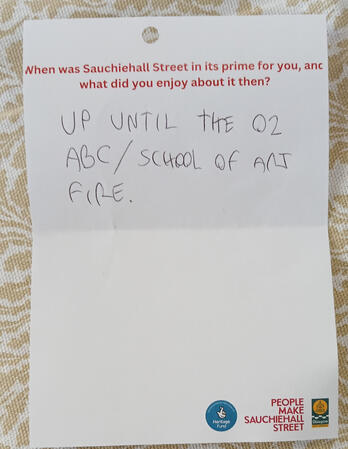 When was Sauchiehall Street in its prime for you, and
what did you enjoy about it then?
UP UNTIL THE O2
ABC/SCHOOL OF ART
FIRE.
Heritage
Fund
PEOPLE
MAKE
SAUCHIEHALL
STREET